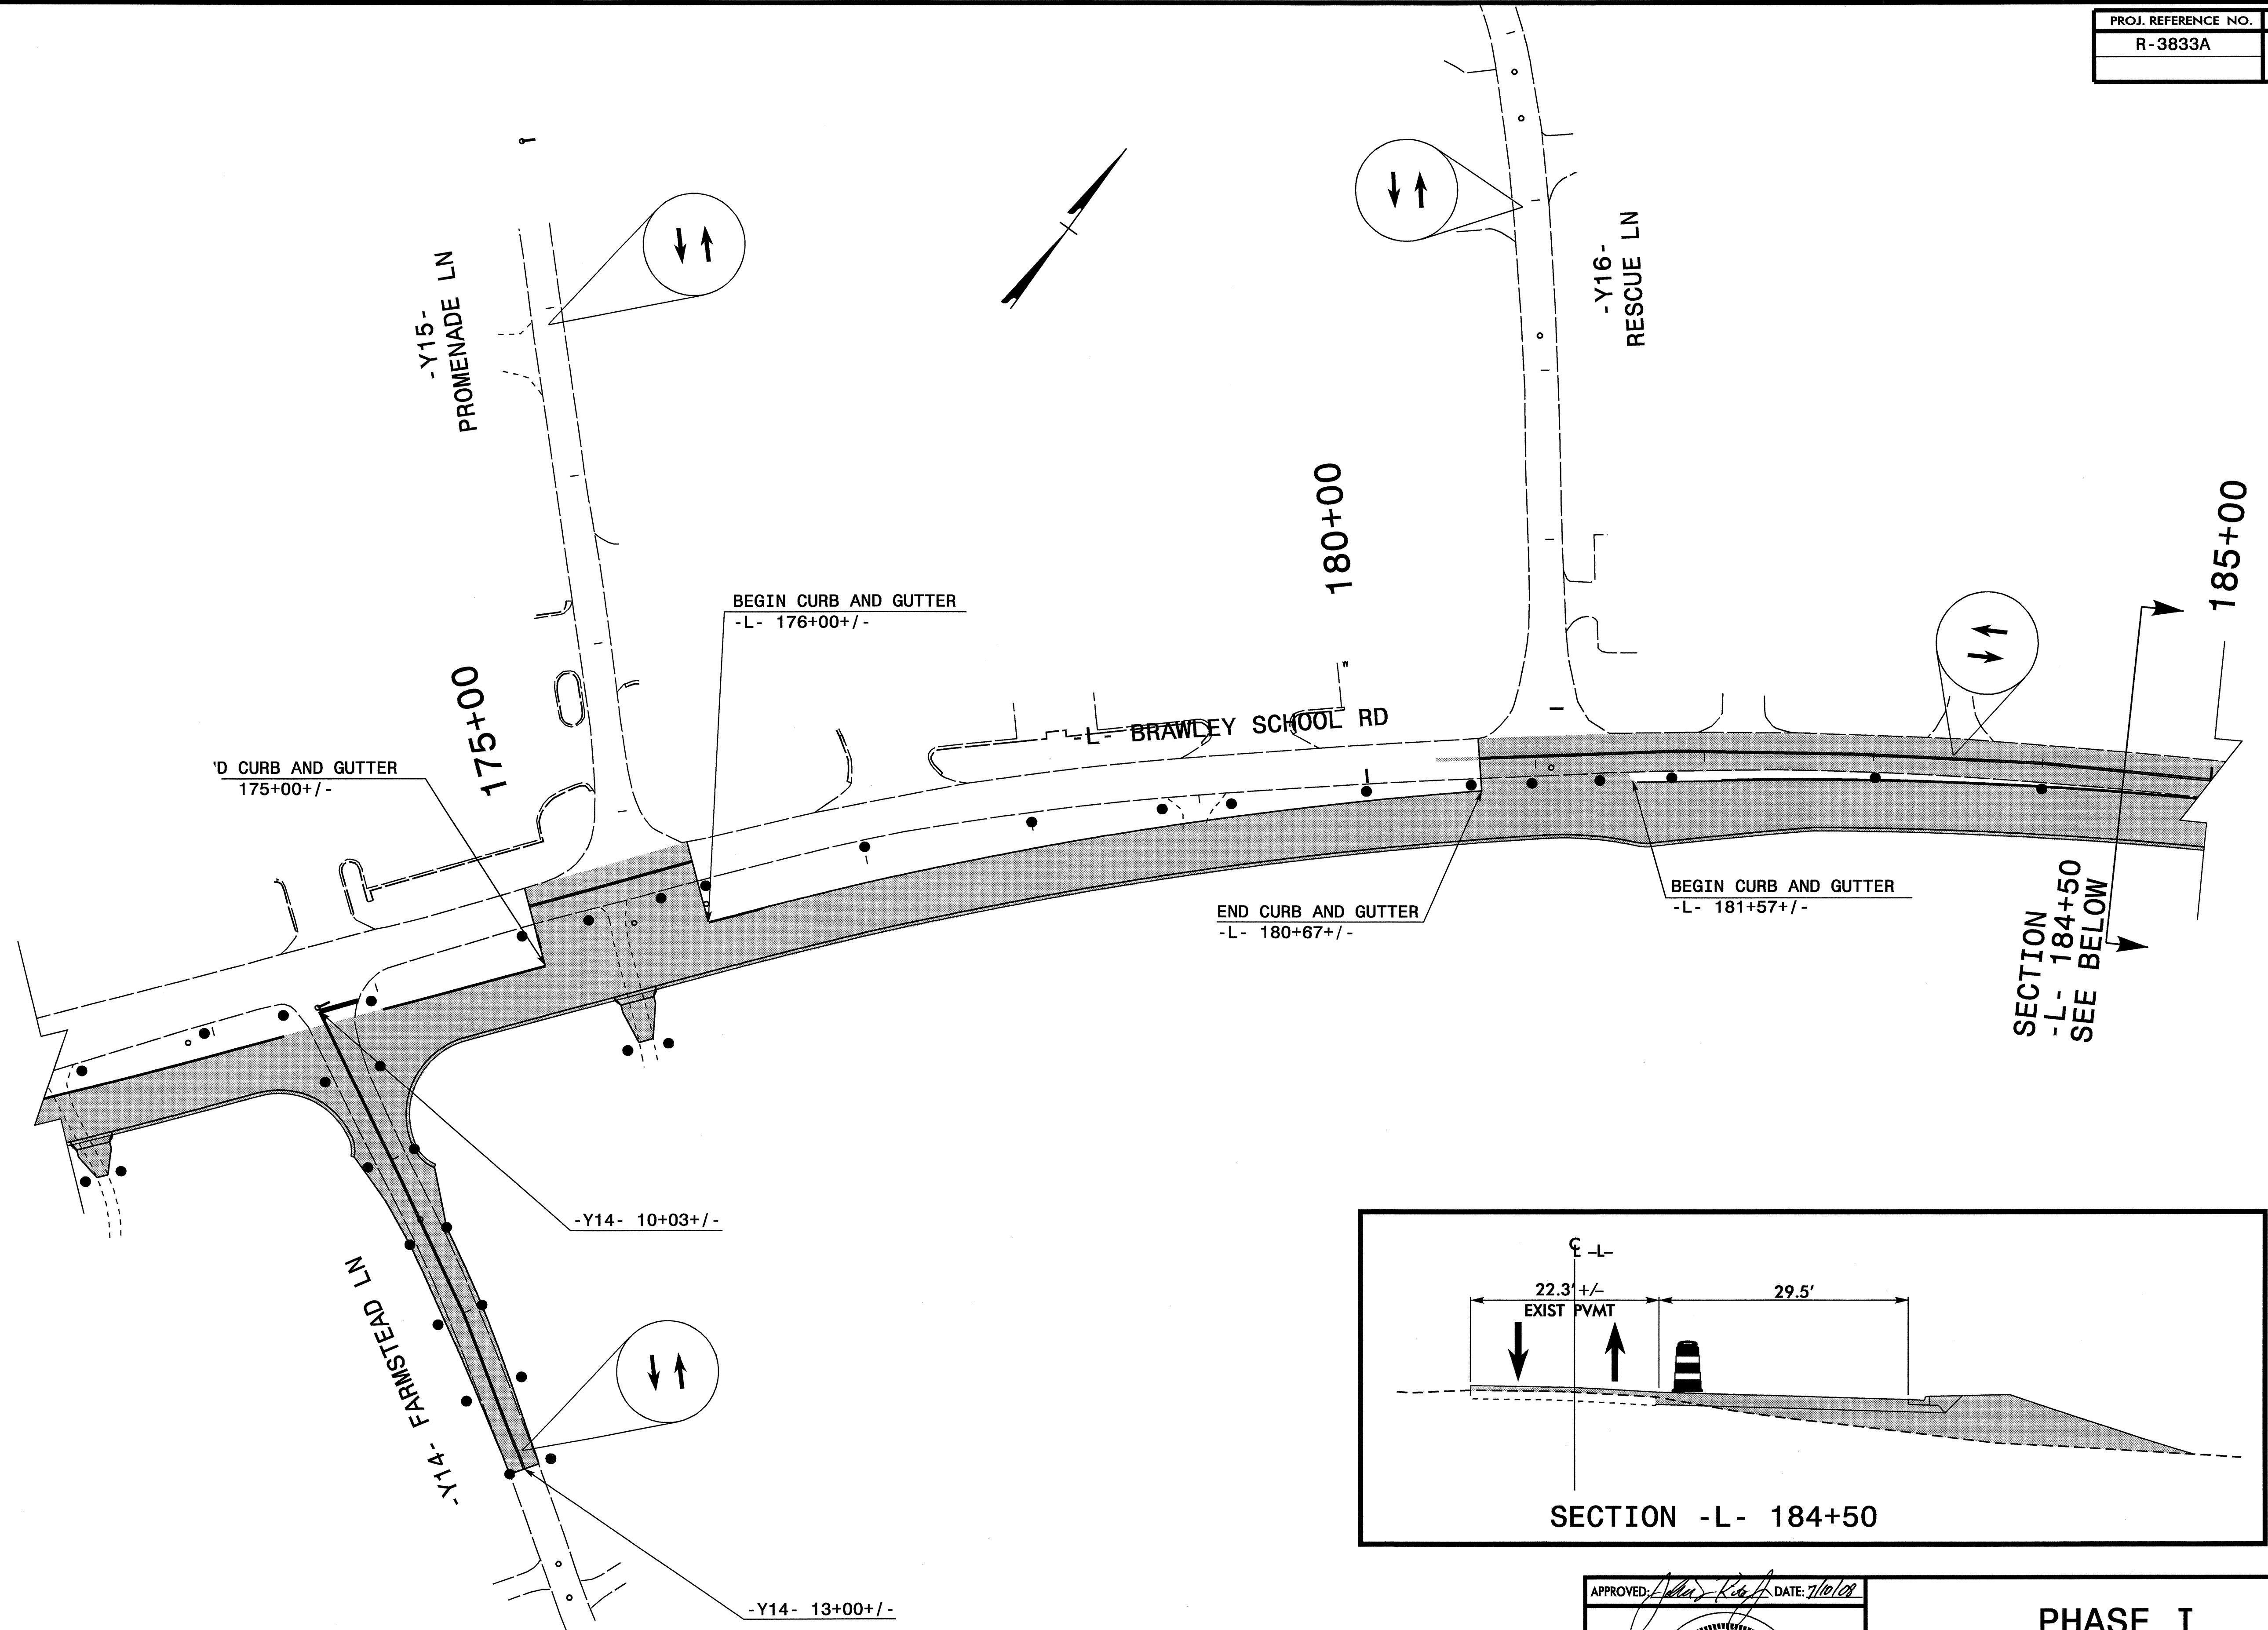 PROJ. REFERENCE NO.
R-3833A
-Y15-
PROMENADE LN
-Y16-
RESCUE LN
180+00
185+00
BEGIN CURB AND GUTTER
-L- 176+00+/-
175+00
-L- BRAWLEY SCHOOL RD
'D CURB AND GUTTER
175+00+/-
BEGIN CURB AND GUTTER
-L- 181+57+/-
END CURB AND GUTTER
-L- 180+67+/-
SECTION
-L- 184+50
SEE BELOW
-Y14- 10+03+/-
-Y14- FARMSTEAD LN
-Y14- 13+00+/-
℄ -L-
22.3' +/-
EXIST PVMT
29.5'
SECTION -L- 184+50
APPROVED: DATE: 7/10/08
PHASE I